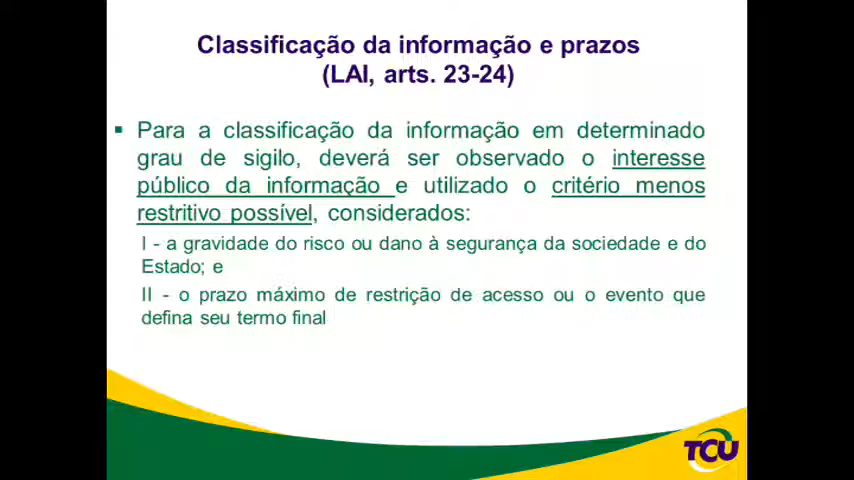 Classificação da informação e prazos
(LAI, arts. 23-24)
Para a classificação da informação em determinado
grau de sigilo, deverá ser observado o interesse
público da informação e utilizado o critério menos
restritivo possível, considerados:
I - a gravidade do risco ou dano à segurança da sociedade e do
Estado; e
II - o prazo máximo de restrição de acesso ou o evento que
defina seu termo final
TCU